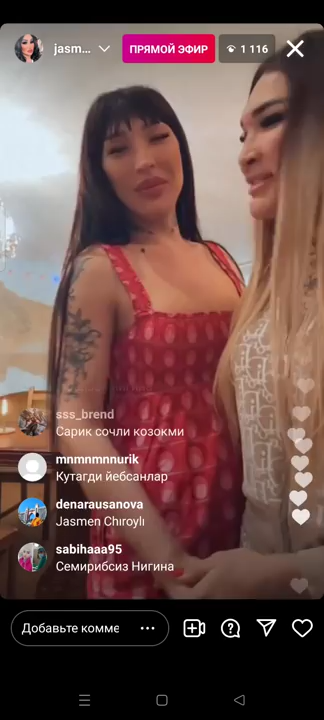 jasm...
ПРЯМОЙ ЭФИР
1 116
sss_brend
Сарик сочли козокми
mnmnmnnurik
Кутагди йебсанлар
denarausanova
Jasmen Chıroylı
sabihaaa95
Семирибсиз Нигина
Добавьте комме